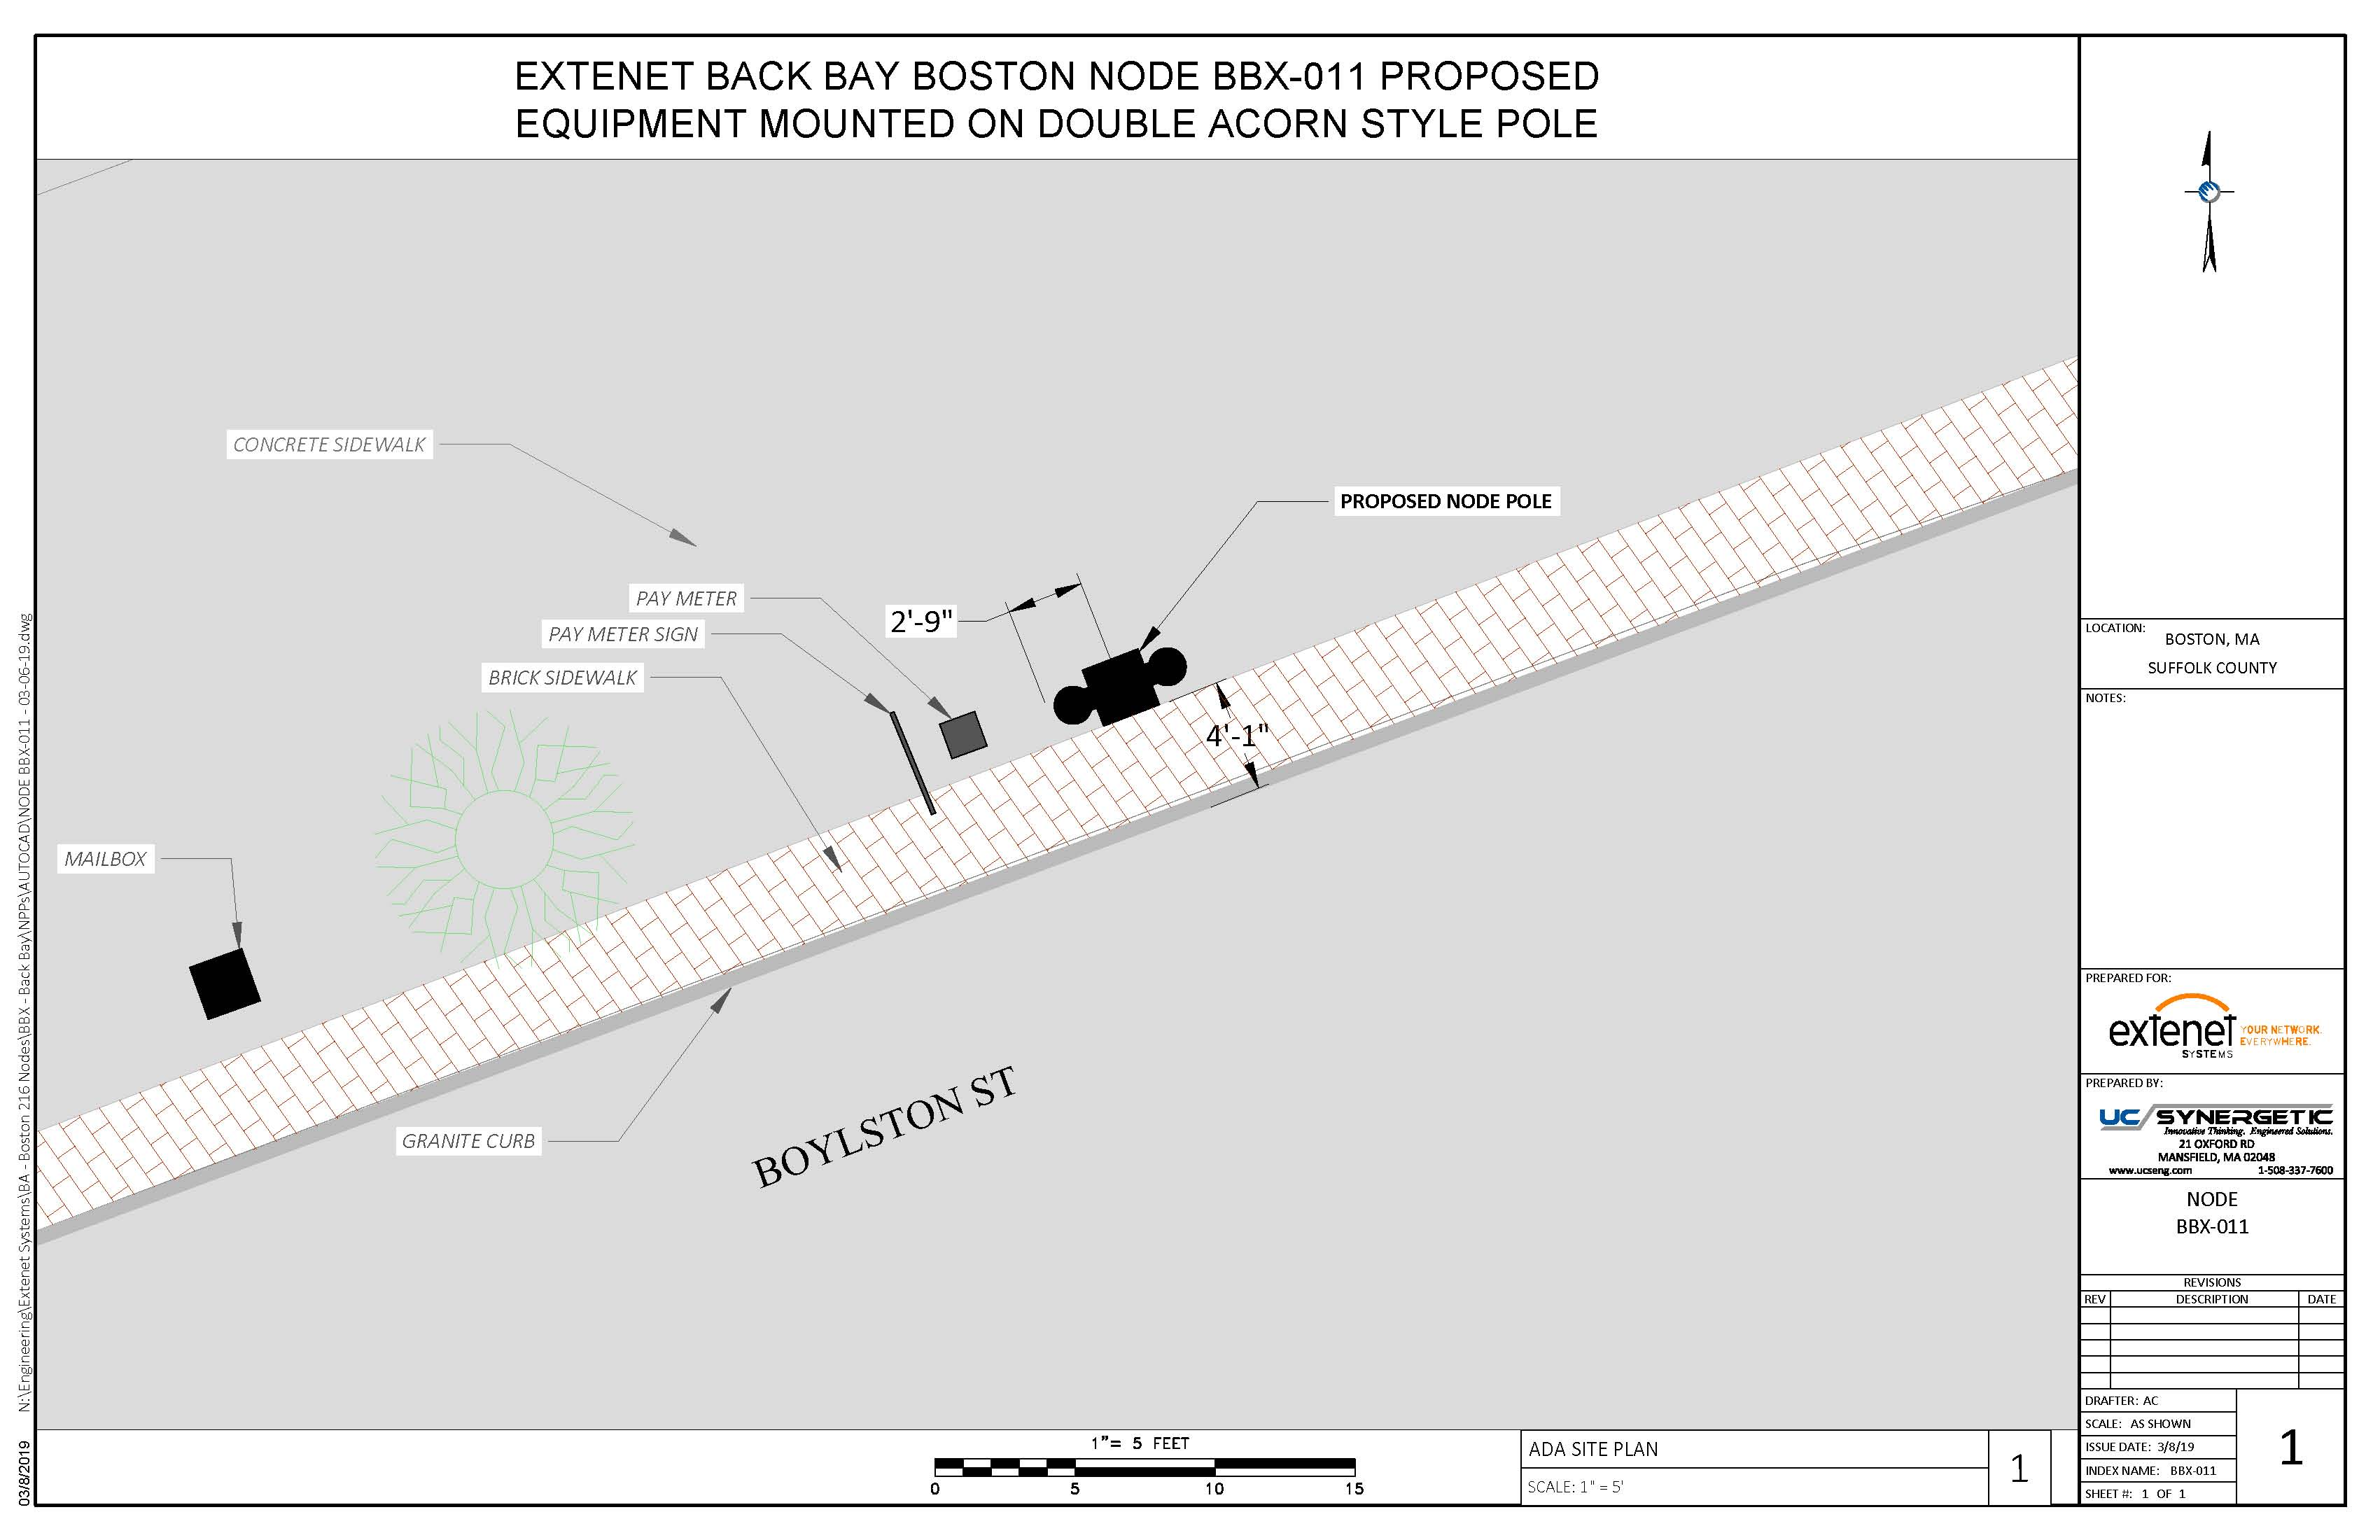 EXTENET BACK BAY BOSTON NODE BBX-011 PROPOSED
EQUIPMENT MOUNTED ON DOUBLE ACORN STYLE POLE
CONCRETE SIDEWALK
PROPOSED NODE POLE
PAY METER
2'-9"
PAY METER SIGN
BRICK SIDEWALK
4'-1"
MAILBOX
GRANITE CURB
BOYLSTON ST
1"= 5 FEET
0 5 10 15
ADA SITE PLAN
SCALE: 1" = 5'
1
LOCATION:
BOSTON, MA
SUFFOLK COUNTY
NOTES:
PREPARED FOR:
extenet
SYSTEMS
YOUR NETWORK.
EVERYWHERE.
PREPARED BY:
UC SYNERGETIC
Innovative Thinking. Engineered Solutions.
21 OXFORD RD
MANSFIELD, MA 02048
www.ucseng.com 1-508-337-7600
NODE
BBX-011
REVISIONS
REV DESCRIPTION DATE
DRAFTER: AC
SCALE: AS SHOWN
ISSUE DATE: 3/8/19
INDEX NAME: BBX-011
SHEET #: 1 OF 1
1
03/8/2019 N:\Engineering\Extenet Systems\BA - Boston 216 Nodes\BBX - Back Bay\NPPs\AUTOCAD\NODE BBX-011 - 03-06-19.dwg